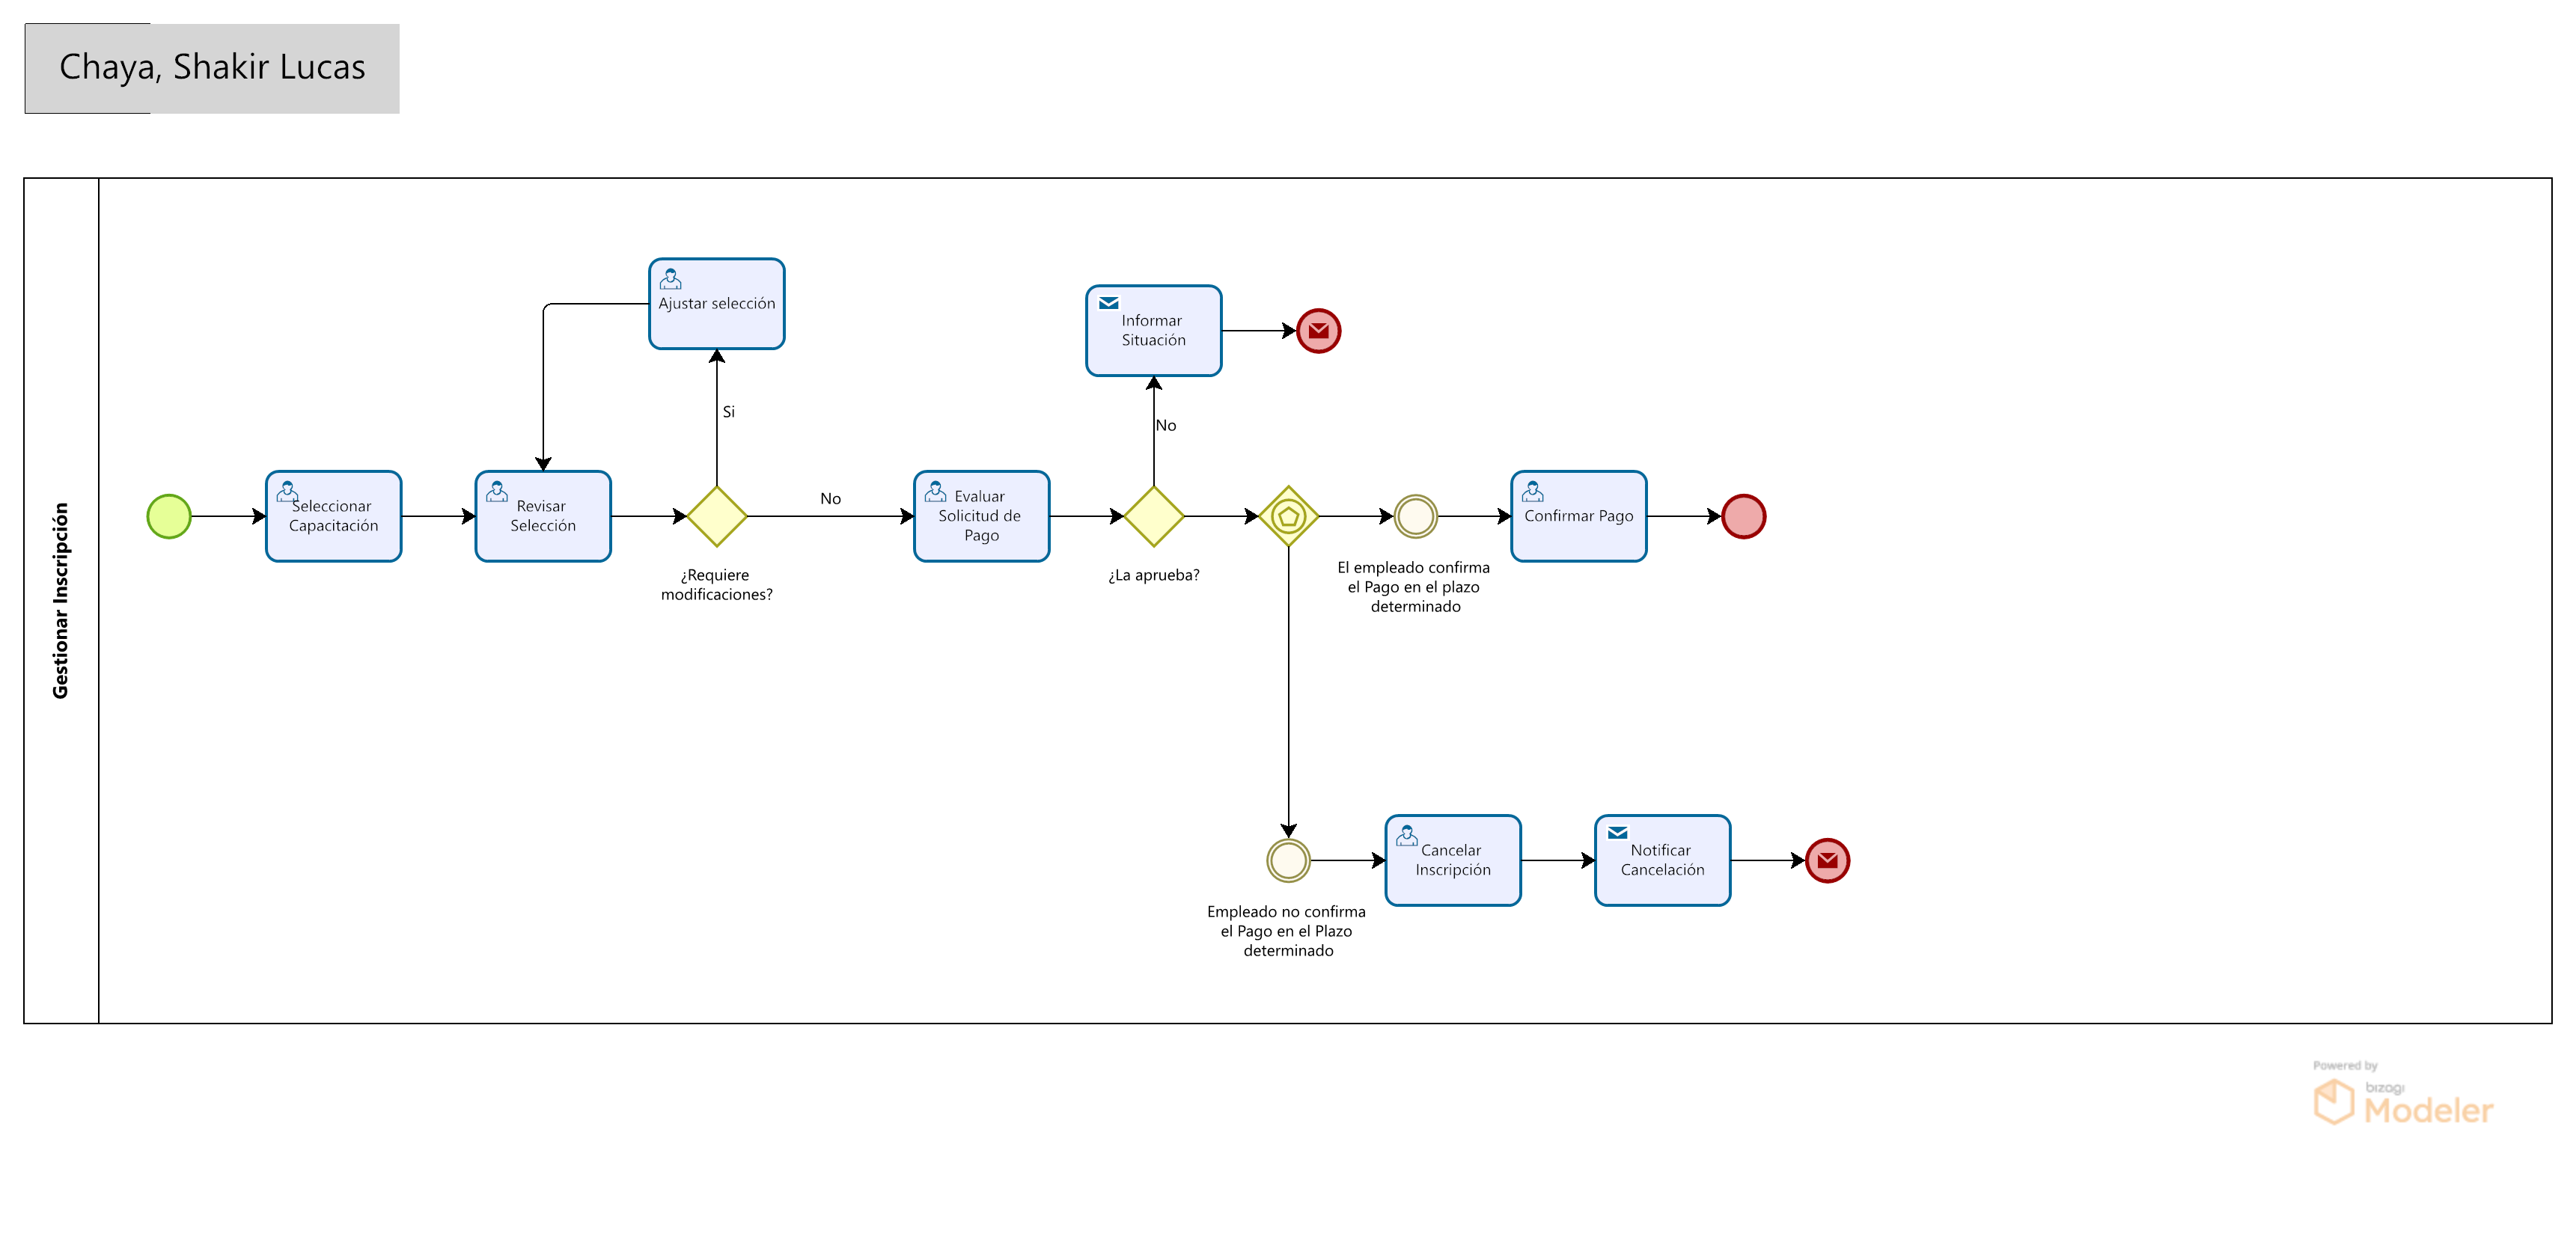 Chaya, Shakir Lucas
Gestionar Inscripción
Ajustar selección
Informar
Situación
Si
No
Seleccionar
Capacitación
Revisar
Selección
No
Evaluar
Solicitud de
Pago
Confirmar Pago
¿Requiere
modificaciones?
¿La aprueba?
El empleado confirma
el Pago en el plazo
determinado
Cancelar
Inscripción
Notificar
Cancelación
Empleado no confirma
el Pago en el Plazo
determinado
Powered by
bizagi
Modeler